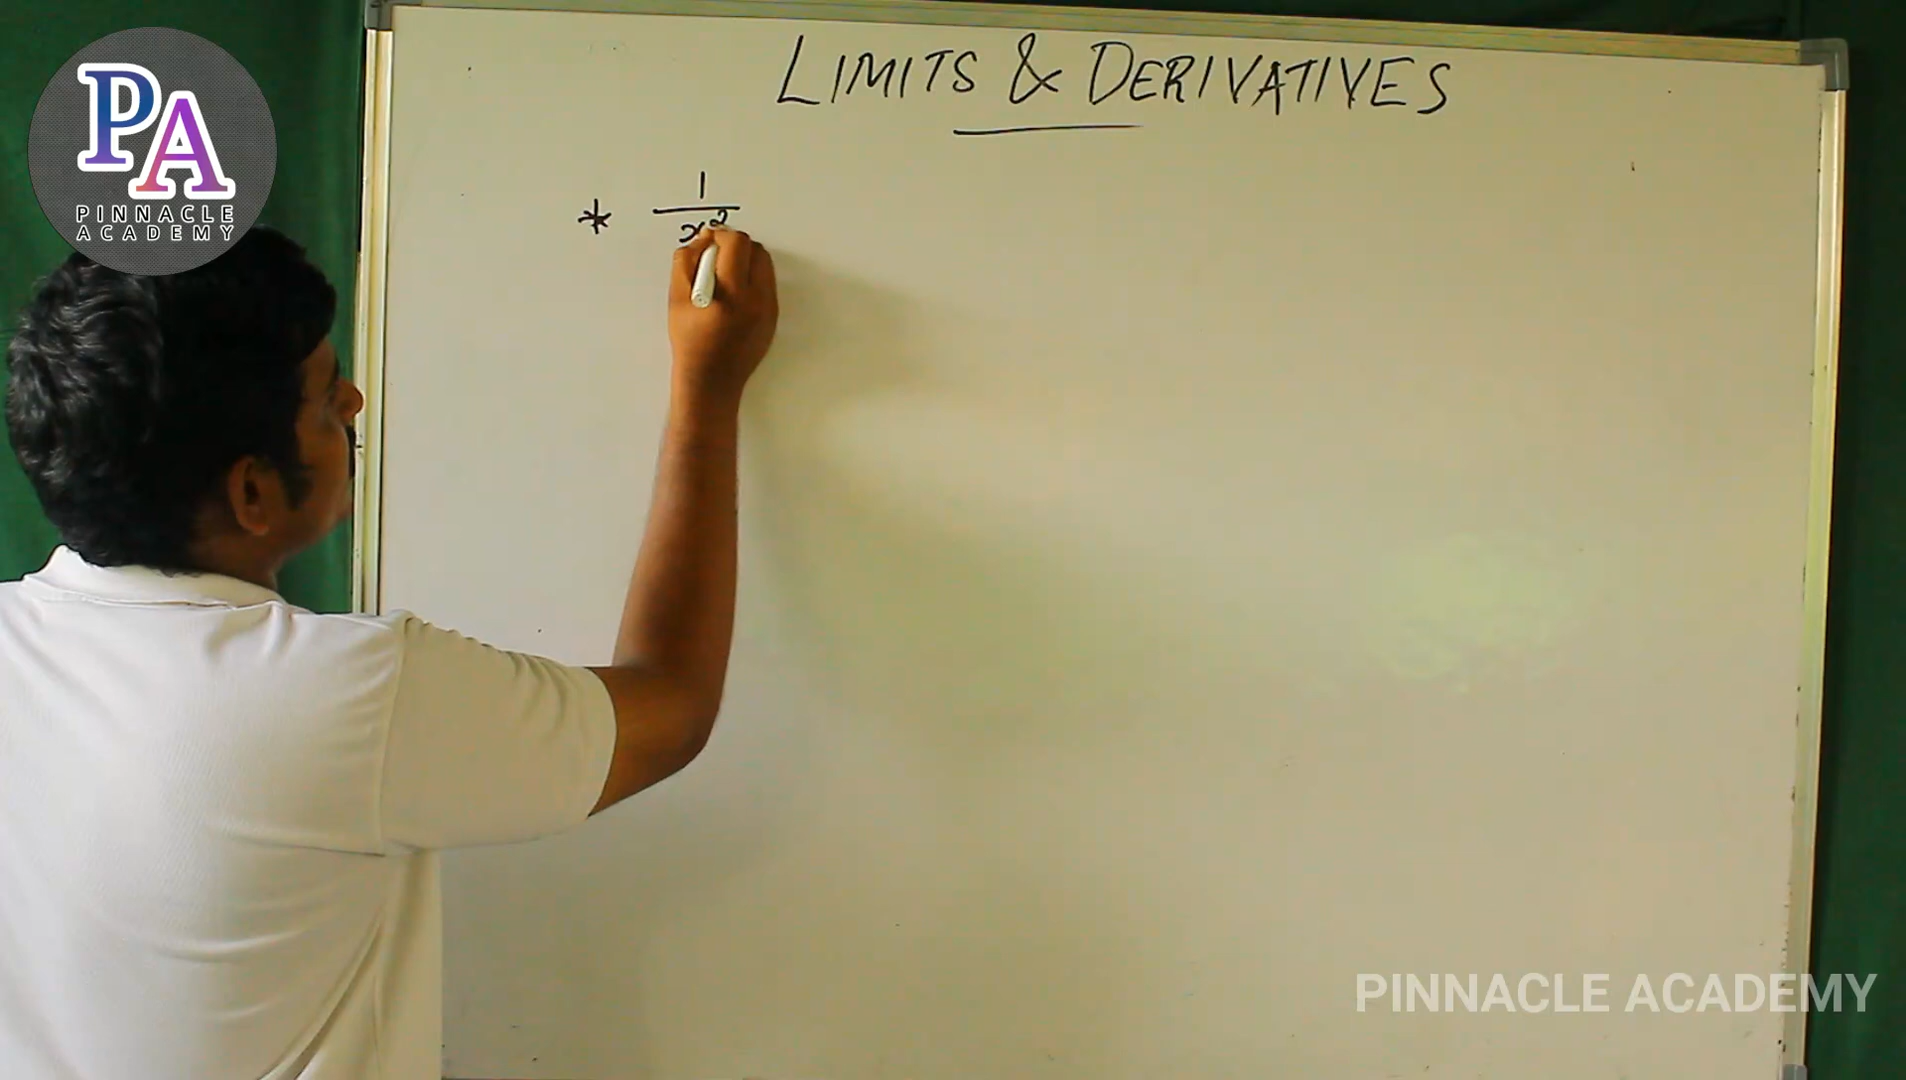 LIMITS & DERIVATIVES
PA
PINNACLE
ACADEMY
* 1
x²
PINNACLE ACADEMY